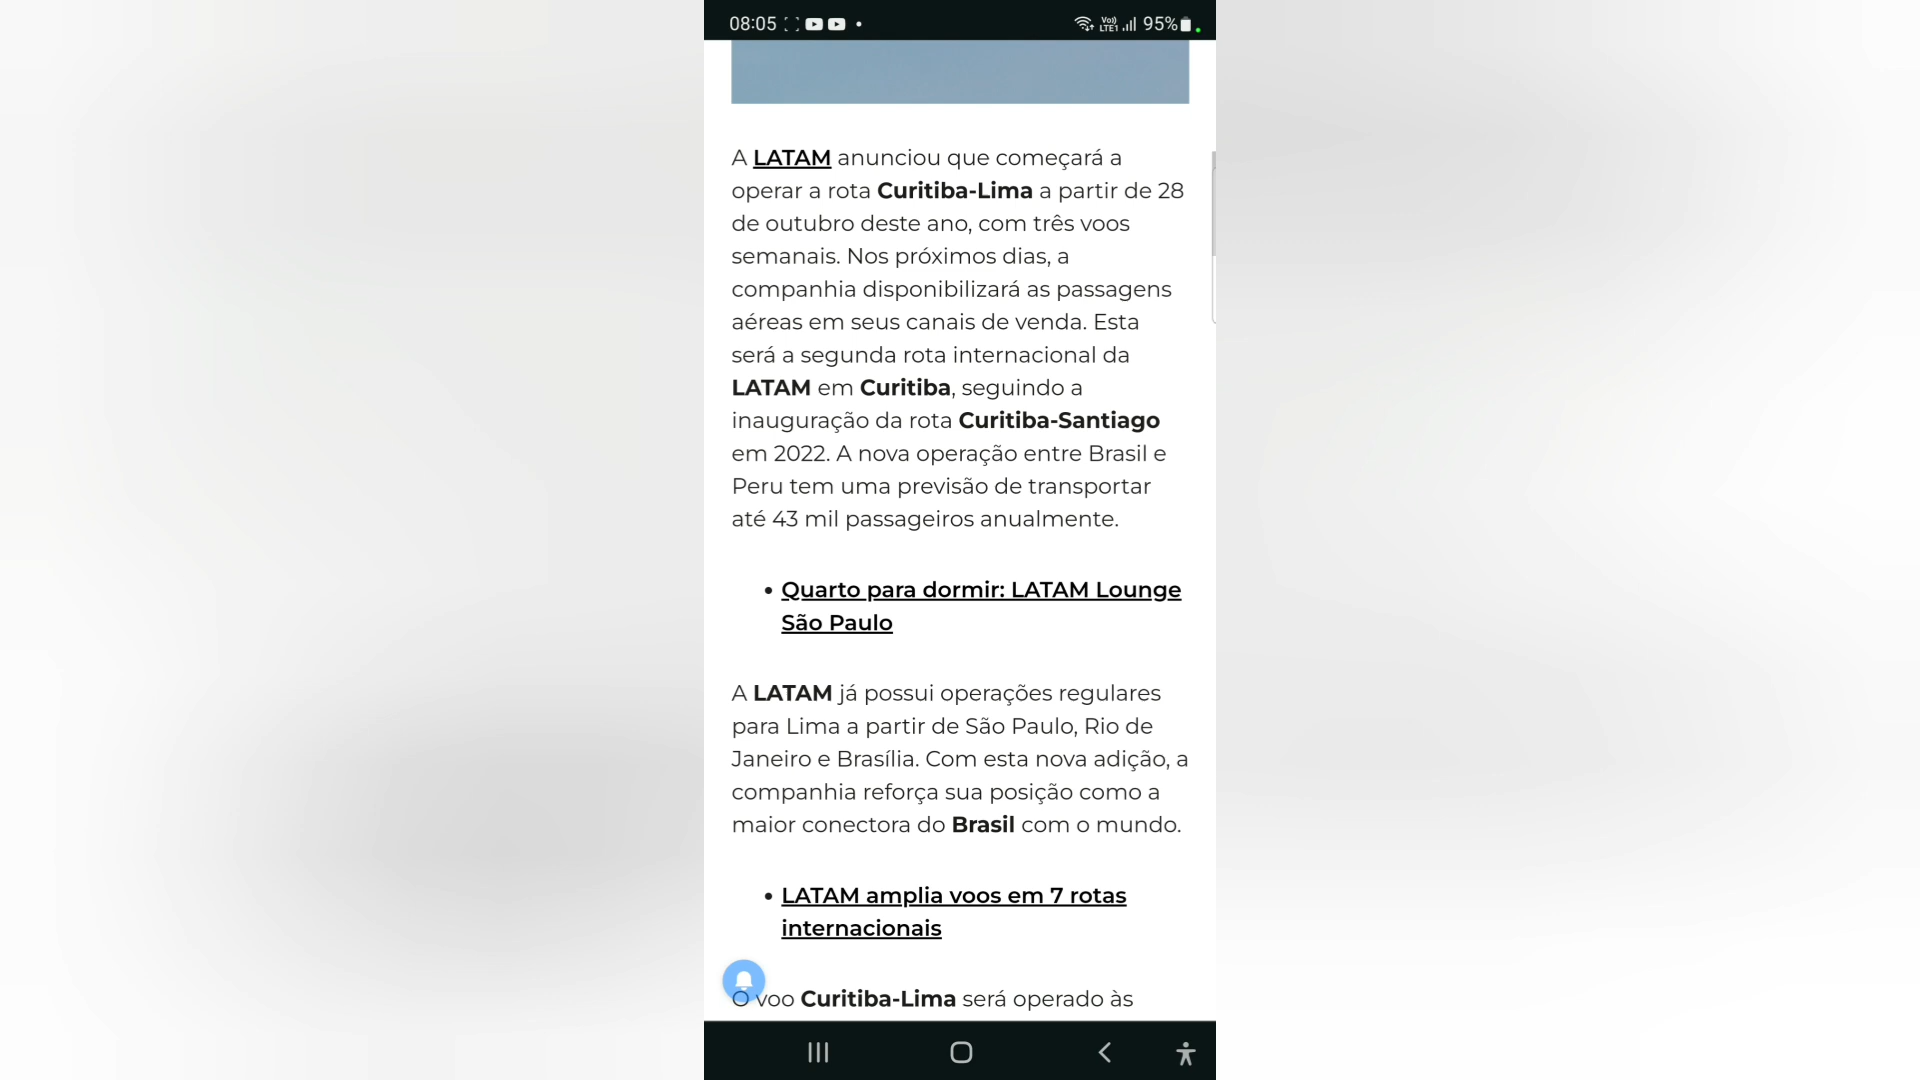 08:05
Vo))
LTE1
95%
A LATAM anunciou que começará a
operar a rota Curitiba-Lima a partir de 28
de outubro deste ano, com três voos
semanais. Nos próximos dias, a
companhia disponibilizará as passagens
aéreas em seus canais de venda. Esta
será a segunda rota internacional da
LATAM em Curitiba, seguindo a
inauguração da rota Curitiba-Santiago
em 2022. A nova operação entre Brasil e
Peru tem uma previsão de transportar
até 43 mil passageiros anualmente.
• Quarto para dormir: LATAM Lounge
São Paulo
A LATAM já possui operações regulares
para Lima a partir de São Paulo, Rio de
Janeiro e Brasília. Com esta nova adição, a
companhia reforça sua posição como a
maior conectora do Brasil com o mundo.
• LATAM amplia voos em 7 rotas
internacionais
O voo Curitiba-Lima será operado às